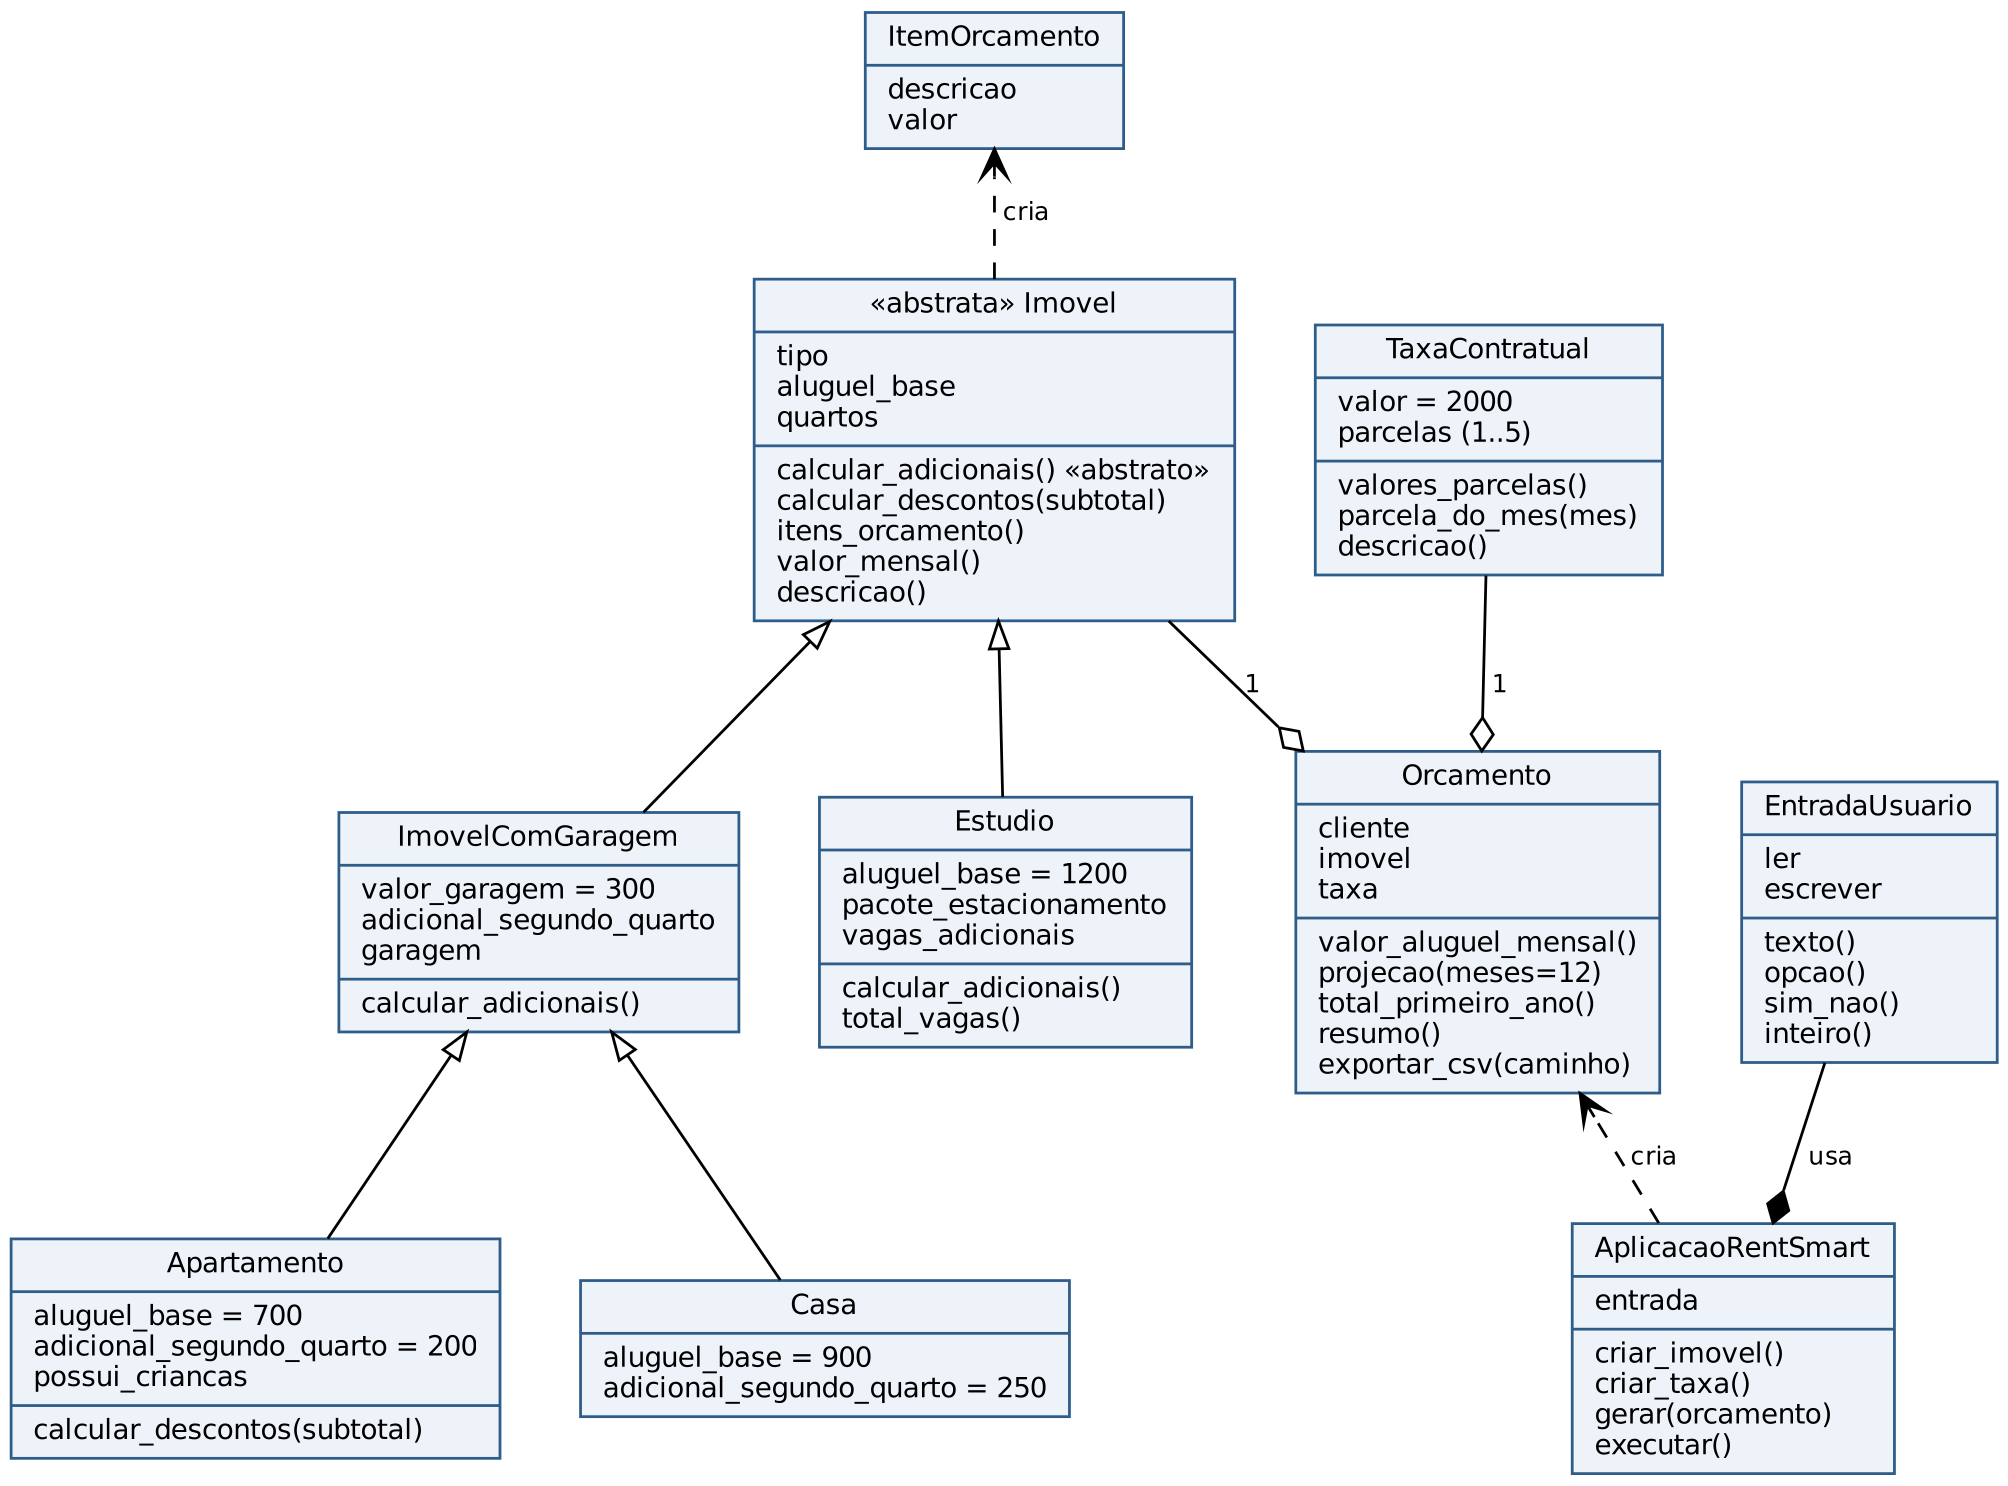 ItemOrcamento
descricao
valor
cria
«abstrata» Imovel
tipo
aluguel_base
quartos
calcular_adicionais() «abstrato»
calcular_descontos(subtotal)
itens_orcamento()
valor_mensal()
descricao()
TaxaContratual
valor = 2000
parcelas (1..5)
valores_parcelas()
parcela_do_mes(mes)
descricao()
1
1
ImovelComGaragem
valor_garagem = 300
adicional_segundo_quarto
garagem
calcular_adicionais()
Estudio
aluguel_base = 1200
pacote_estacionamento
vagas_adicionais
calcular_adicionais()
total_vagas()
Orcamento
cliente
imovel
taxa
valor_aluguel_mensal()
projecao(meses=12)
total_primeiro_ano()
resumo()
exportar_csv(caminho)
EntradaUsuario
ler
escrever
texto()
opcao()
sim_nao()
inteiro()
cria
usa
Apartamento
aluguel_base = 700
adicional_segundo_quarto = 200
possui_criancas
calcular_descontos(subtotal)
Casa
aluguel_base = 900
adicional_segundo_quarto = 250
AplicacaoRentSmart
entrada
criar_imovel()
criar_taxa()
gerar(orcamento)
executar()